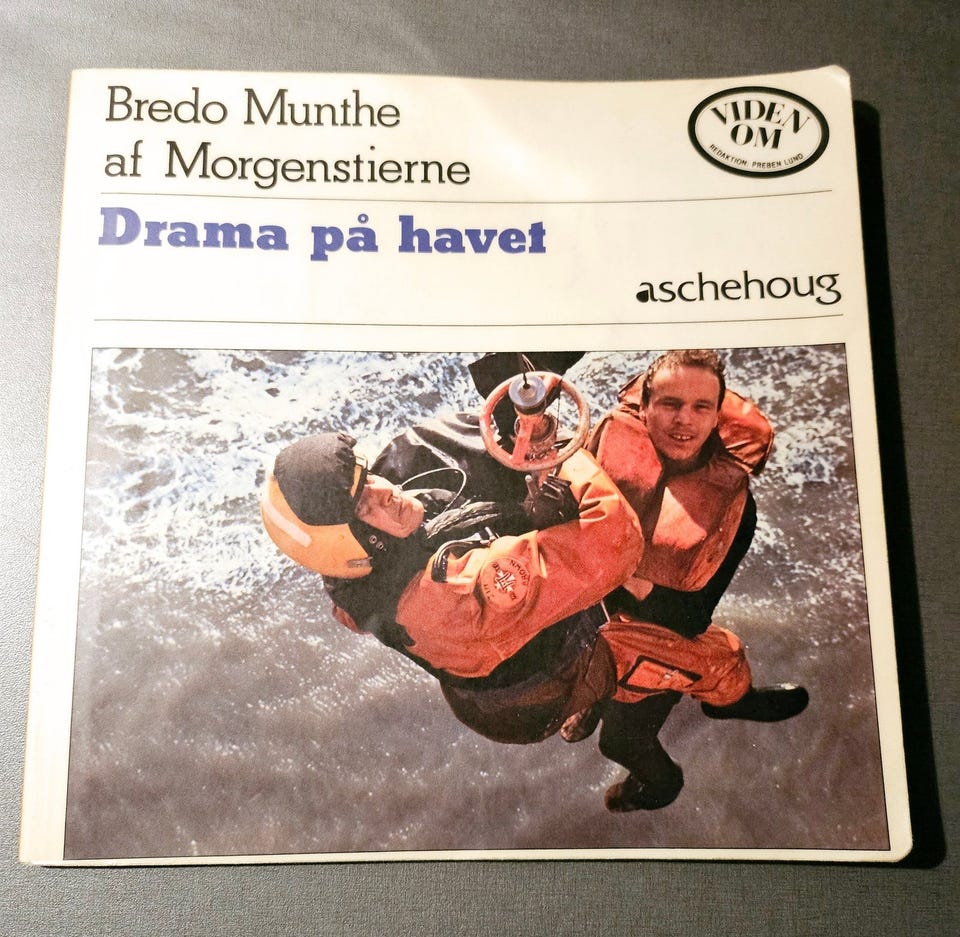 Bredo Munthe
af Morgenstierne
VIDEN
OM
REDAKTION: PREBEN LUND
Drama på havet
aschehoug